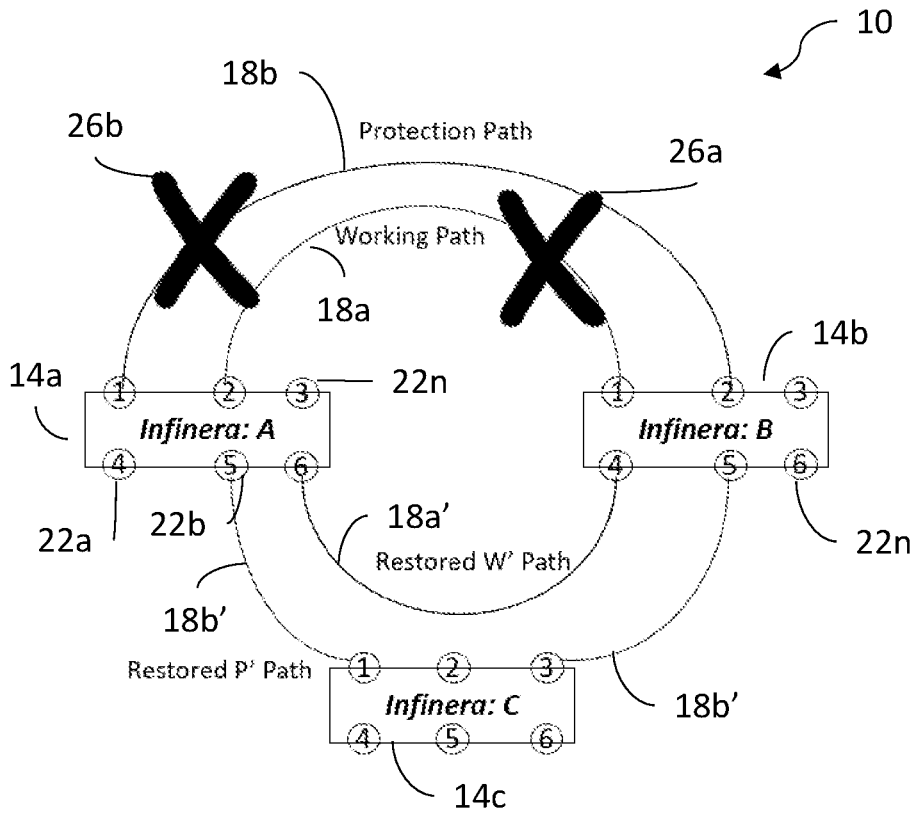 10
18b
26b
Protection Path
26a
Working Path
18a
14b
14a
1 2 3
22n
1 2 3
Infinera: A
Infinera: B
4 5 6
4 5 6
22a
22b
18a’
22n
Restored W’ Path
18b’
Restored P’ Path
1 2 3
18b’
Infinera: C
4 5 6
14c